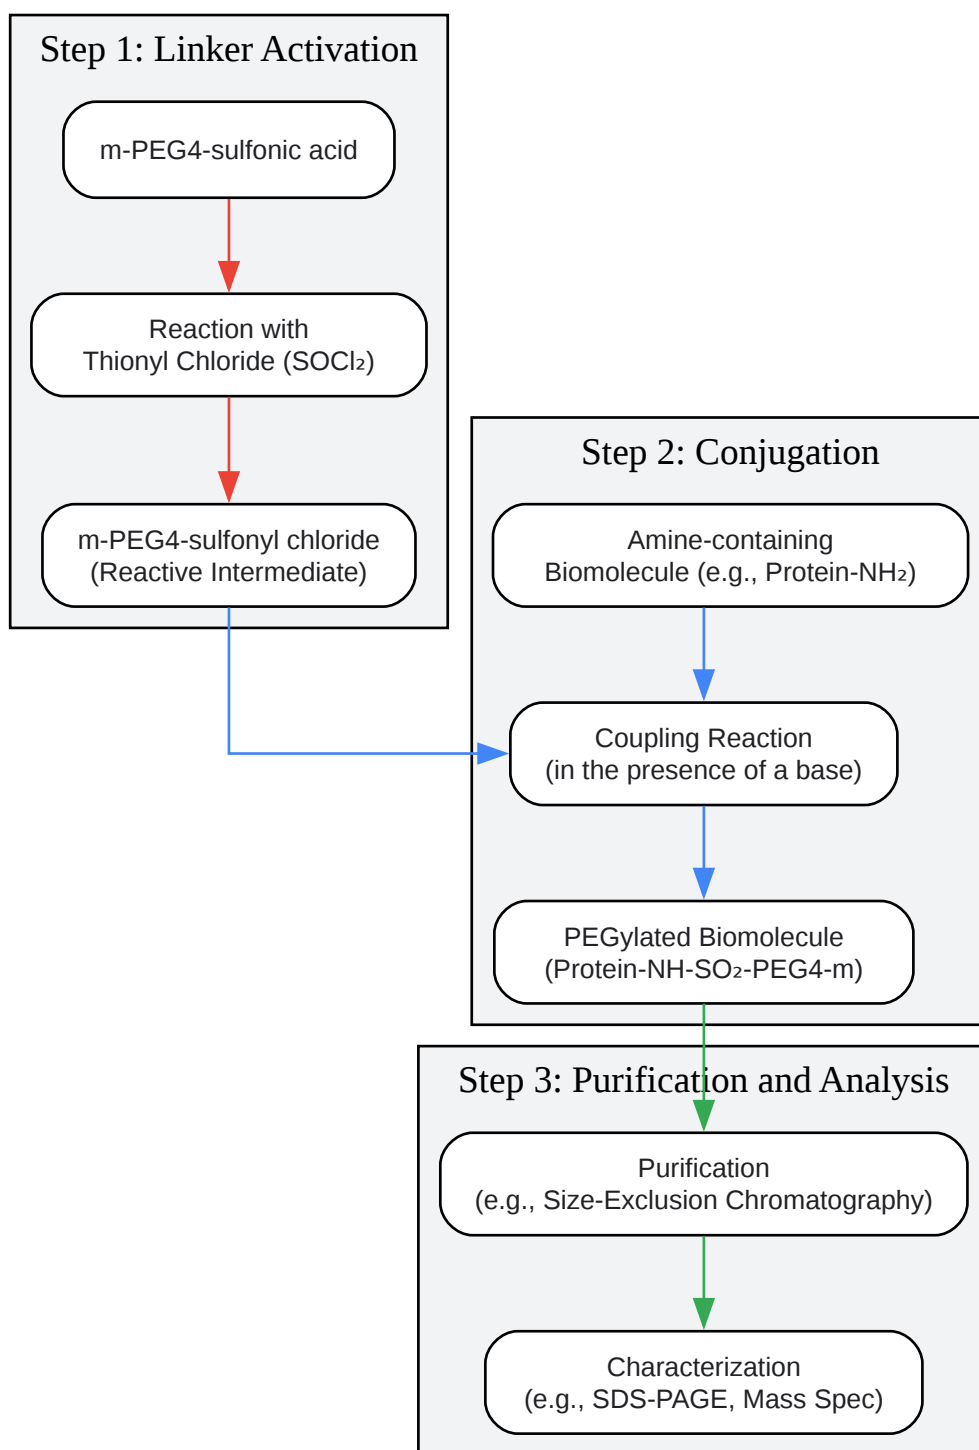 Step 1: Linker Activation
m-PEG4-sulfonic acid
Reaction with
Thionyl Chloride (SOCl₂)
m-PEG4-sulfonyl chloride
(Reactive Intermediate)
Step 2: Conjugation
Amine-containing
Biomolecule (e.g., Protein-NH₂)
Coupling Reaction
(in the presence of a base)
PEGylated Biomolecule
(Protein-NH-SO₂-PEG4-m)
Step 3: Purification and Analysis
Purification
(e.g., Size-Exclusion Chromatography)
Characterization
(e.g., SDS-PAGE, Mass Spec)